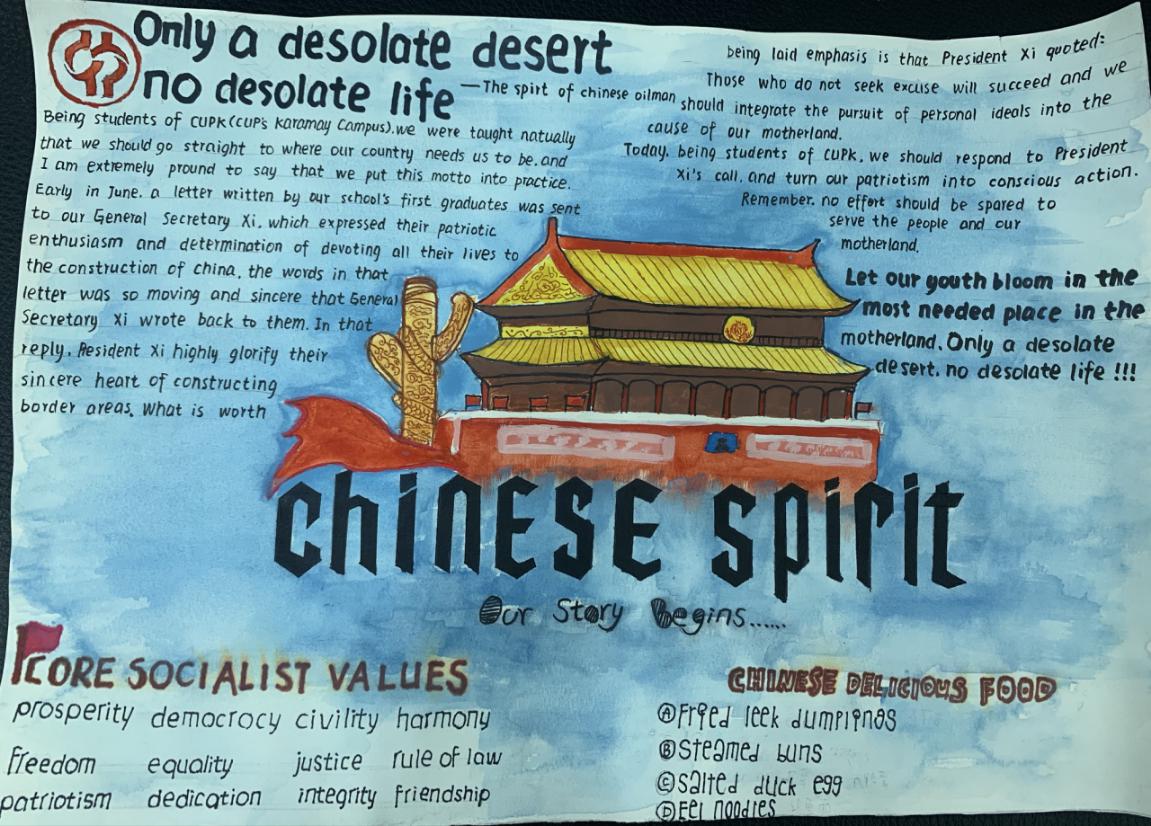 Only a desolate desert
no desolate life
—The spirt of chinese oilman
Being students of CUPK(CUP's Karamay Campus).we were taught natually
that we should go straight to where our country needs us to be.and
I am extremely pround to say that we put this motto into practice.
Early in June. a letter written by our school's first graduates was sent
to our General Secretary Xi. which expressed their patriotic
enthusiasm and determination of devoting all their lives to
the construction of china. the words in that
letter was so moving and sincere that General
Secretary Xi wrote back to them. In that
reply. Resident Xi highly glorify their
sincere heart of constructing
border areas. What is worth
being laid emphasis is that President Xi quoted:
Those who do not seek excuse will succeed and we
should integrate the pursuit of personal ideals into the
cause of our motherland.
Today. being students of CUPK. we should respond to President
Xi's call. and turn our patriotism into conscious action.
Remember. no effort should be spared to
serve the people and our
motherland.
Let our youth bloom in the
most needed place in the
motherland. Only a desolate
desert. no desolate life !!!
chINESE spirit
Our Story Begins......
CORE SOCIALIST VALUES
prosperity democrocy civility harmony
freedom equality justice rule of law
patriotism dedication integrity friendship
CHINESE DELICIOUS FOOD
Ⓐ Fried leek dumplings
Ⓑ Steamed buns
Ⓒ salted duck egg
Ⓓ Eel noodles